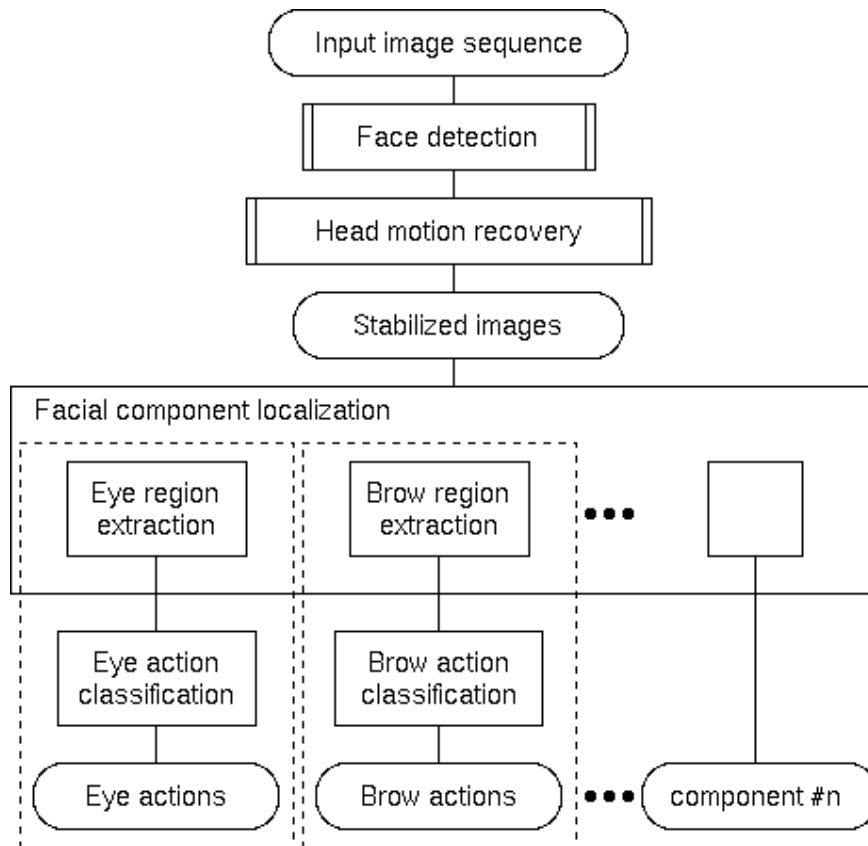 Input image sequence
Face detection
Head motion recovery
Stabilized images
Facial component localization
Eye region
extraction
Brow region
extraction
Eye action
classification
Brow action
classification
Eye actions
Brow actions
component #n